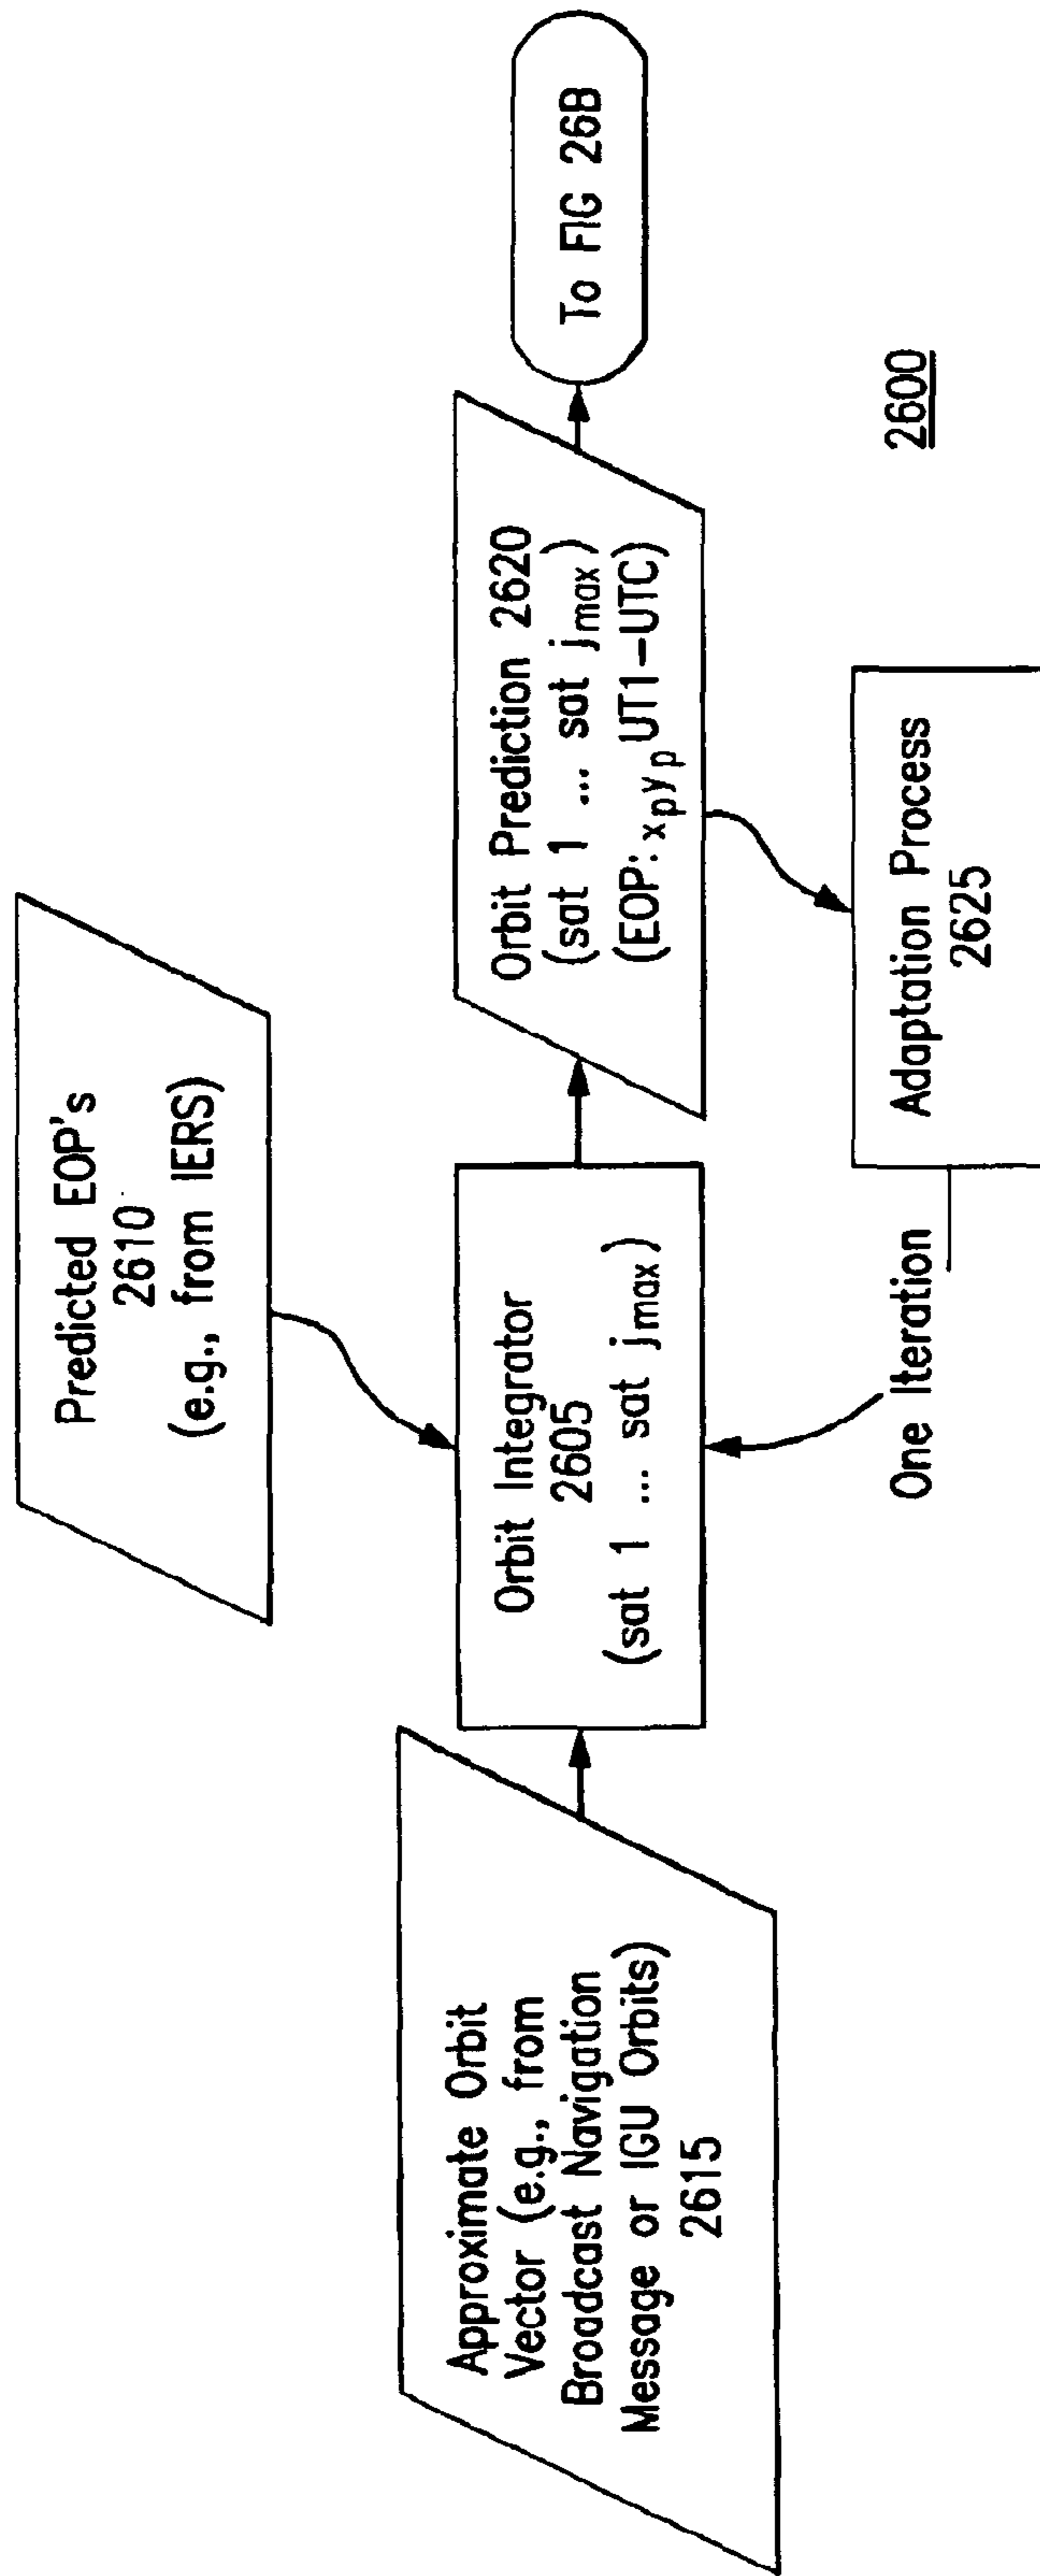 Predicted EOP's
2610
(e.g., from IERS)
Approximate Orbit
Vector (e.g., from
Broadcast Navigation
Message or IGU Orbits)
2615
Orbit Integrator
2605
(sat 1 ... sat jmax)
Orbit Prediction 2620
(sat 1 ... sat jmax)
(EOP: xpyp UT1-UTC)
To FIG 26B
One Iteration
Adaptation Process
2625
2600